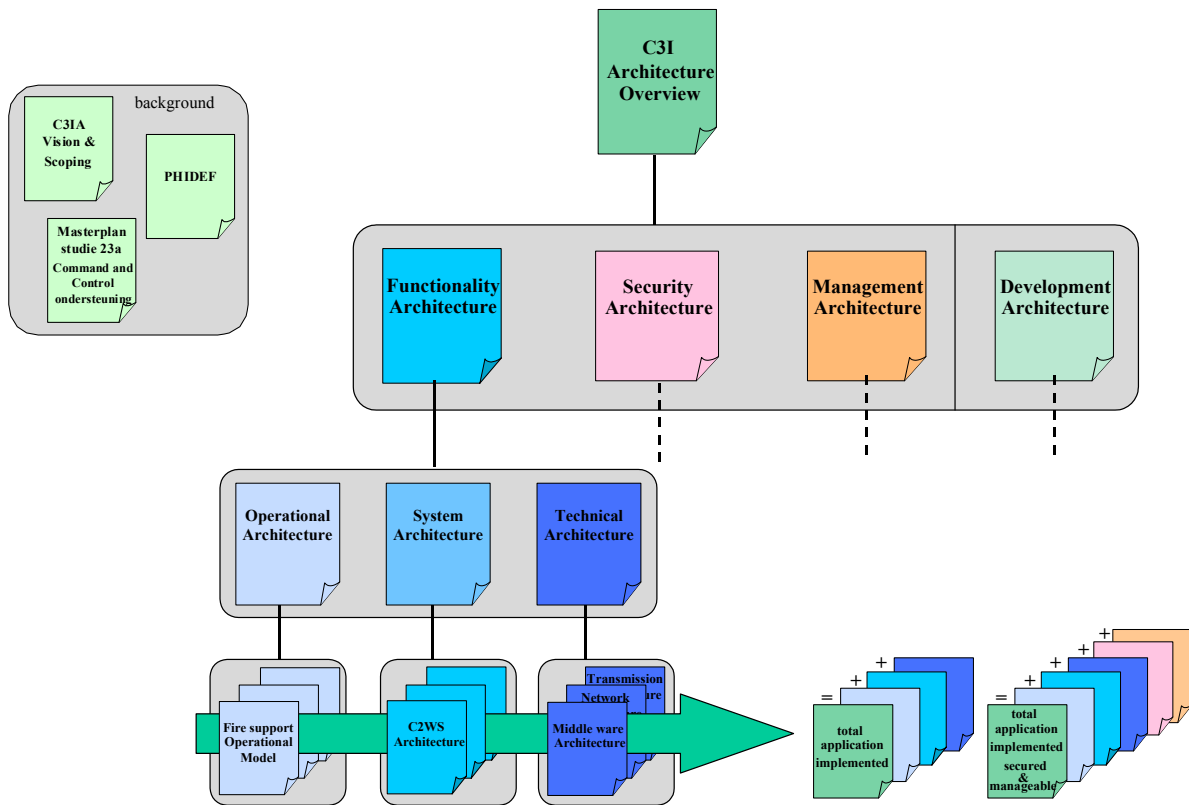 C3I
Architecture
Overview
background
C3IA
Vision &
Scoping
PHIDEF
Masterplan
studie 23a
Command and
Control
ondersteuning
Functionality
Architecture
Security
Architecture
Management
Architecture
Development
Architecture
Operational
Architecture
System
Architecture
Technical
Architecture
Fire support
Operational
Model
C2WS
Architecture
Transmission
Network
Middle ware
Architecture
=
+
+
total
application
implemented
=
+
+
+
+
total
application
implemented
secured
&
manageable